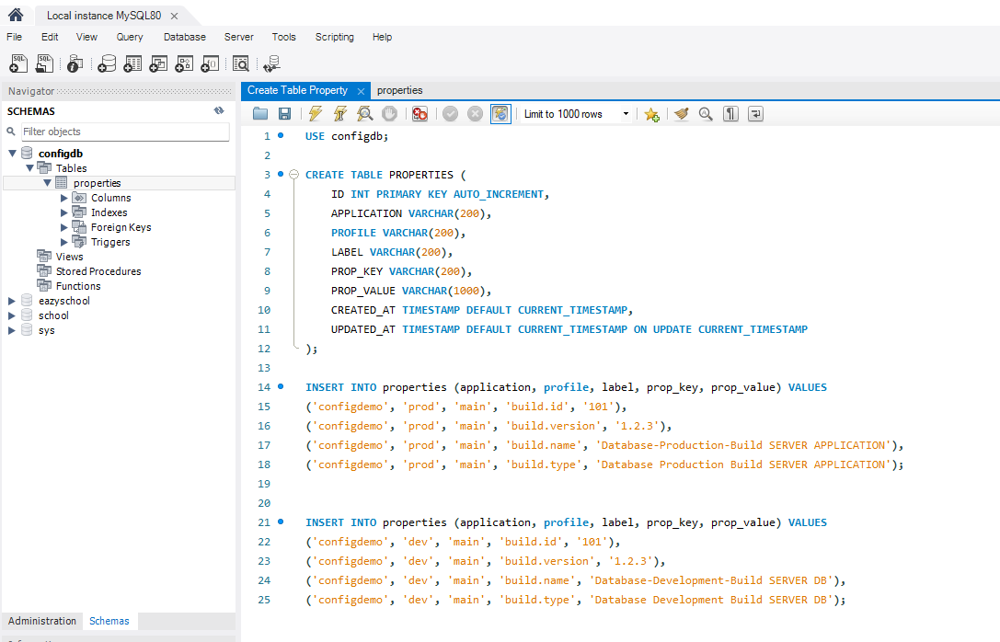 Local instance MySQL80
File Edit View Query Database Server Tools Scripting Help
Navigator
SCHEMAS
Filter objects
configdb
Tables
properties
Columns
Indexes
Foreign Keys
Triggers
Views
Stored Procedures
Functions
eazyschool
school
sys
Administration Schemas
Create Table Property properties
Limit to 1000 rows
1 USE configdb;
2
3 CREATE TABLE PROPERTIES (
4 ID INT PRIMARY KEY AUTO_INCREMENT,
5 APPLICATION VARCHAR(200),
6 PROFILE VARCHAR(200),
7 LABEL VARCHAR(200),
8 PROP_KEY VARCHAR(200),
9 PROP_VALUE VARCHAR(1000),
10 CREATED_AT TIMESTAMP DEFAULT CURRENT_TIMESTAMP,
11 UPDATED_AT TIMESTAMP DEFAULT CURRENT_TIMESTAMP ON UPDATE CURRENT_TIMESTAMP
12 );
13
14 INSERT INTO properties (application, profile, label, prop_key, prop_value) VALUES
15 ('configdemo', 'prod', 'main', 'build.id', '101'),
16 ('configdemo', 'prod', 'main', 'build.version', '1.2.3'),
17 ('configdemo', 'prod', 'main', 'build.name', 'Database-Production-Build SERVER APPLICATION'),
18 ('configdemo', 'prod', 'main', 'build.type', 'Database Production Build SERVER APPLICATION');
19
20
21 INSERT INTO properties (application, profile, label, prop_key, prop_value) VALUES
22 ('configdemo', 'dev', 'main', 'build.id', '101'),
23 ('configdemo', 'dev', 'main', 'build.version', '1.2.3'),
24 ('configdemo', 'dev', 'main', 'build.name', 'Database-Development-Build SERVER DB'),
25 ('configdemo', 'dev', 'main', 'build.type', 'Database Development Build SERVER DB');